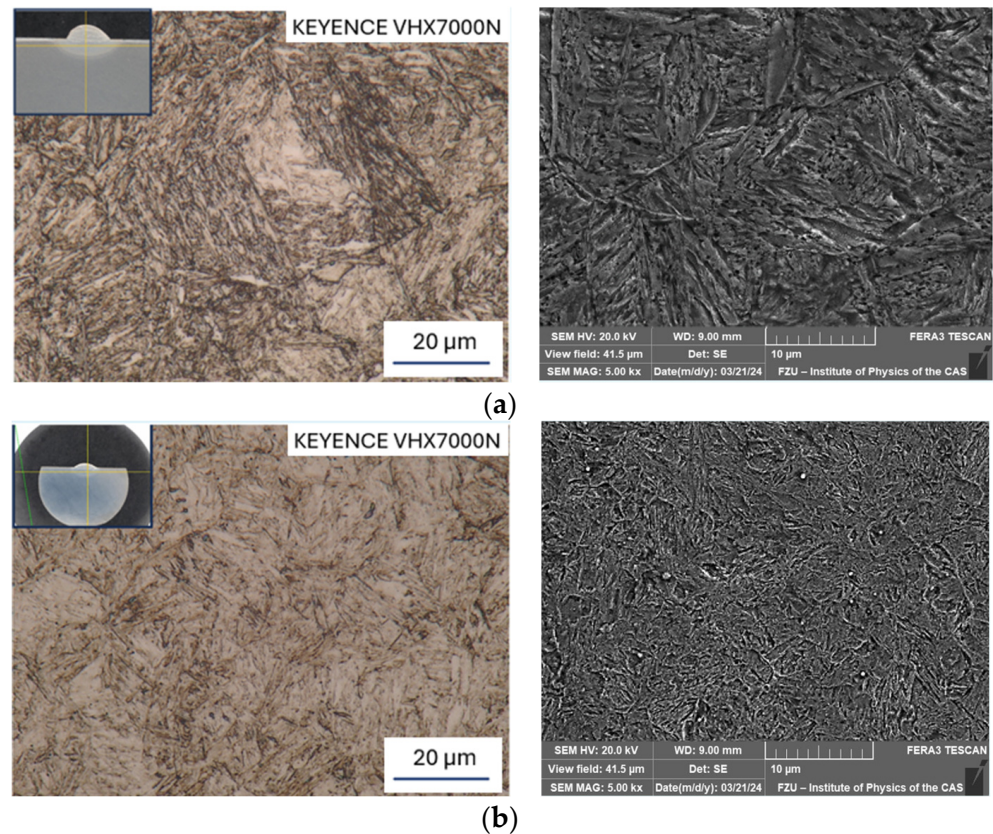 KEYENCE VHX7000N
20 µm
SEM HV: 20.0 kV WD: 9.00 mm FERA3 TESCAN
View field: 41.5 µm Det: SE 10 µm
SEM MAG: 5.00 kx Date(m/d/y): 03/21/24 FZU – Institute of Physics of the CAS
(a)
KEYENCE VHX7000N
20 µm
SEM HV: 20.0 kV WD: 9.00 mm FERA3 TESCAN
View field: 41.5 µm Det: SE 10 µm
SEM MAG: 5.00 kx Date(m/d/y): 03/21/24 FZU – Institute of Physics of the CAS
(b)